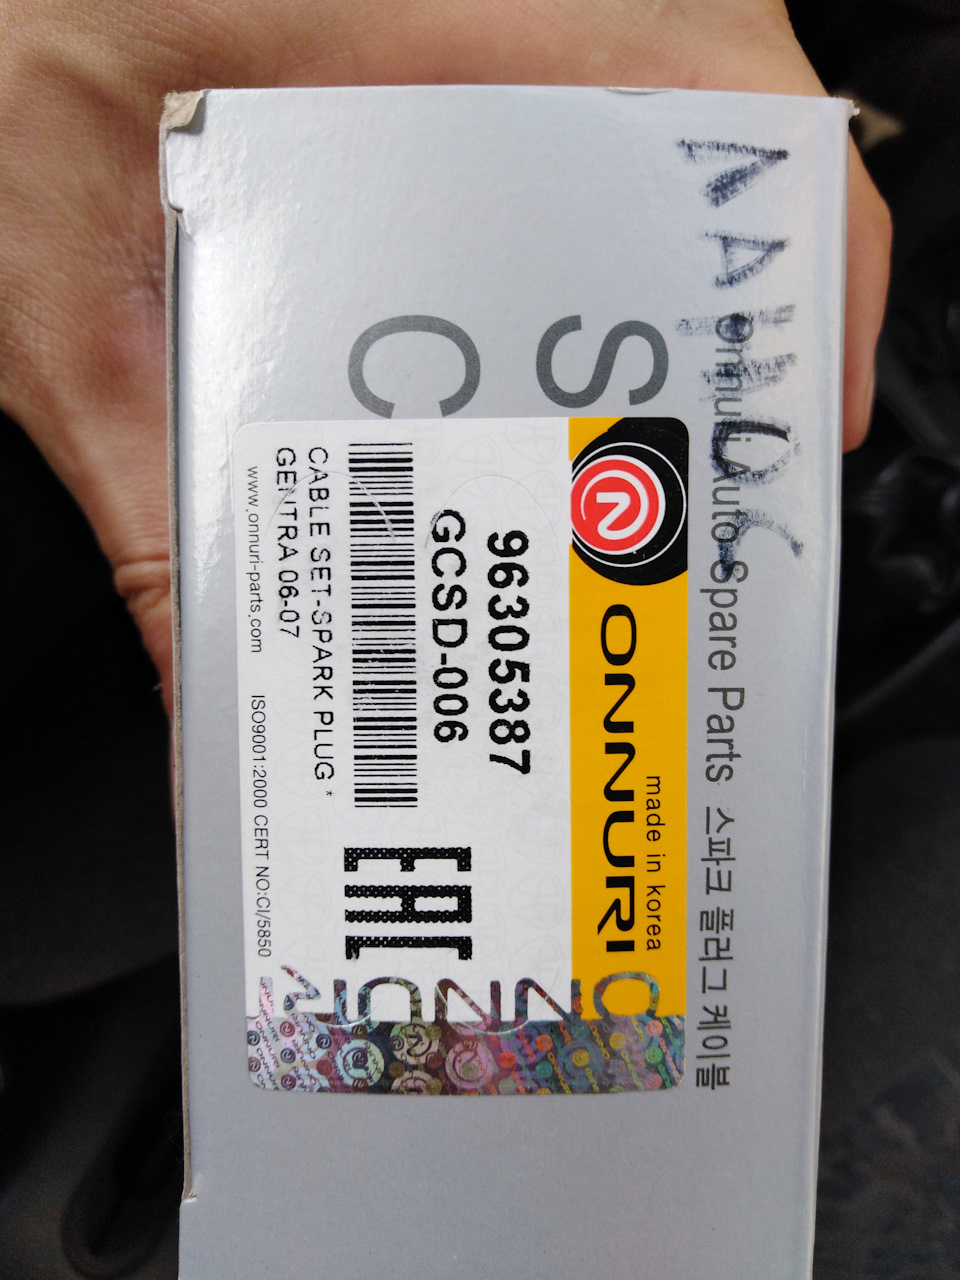 Onnuri Auto Spare Parts 스파크 플러그 케이블
S
C
ONNURI
made in korea
96305387
GCSD-006
CABLE SET-SPARK PLUG *
GENTRA 06-07
www.onnuri-parts.com ISO9001:2000 CERT NO:CI/5850
EAC